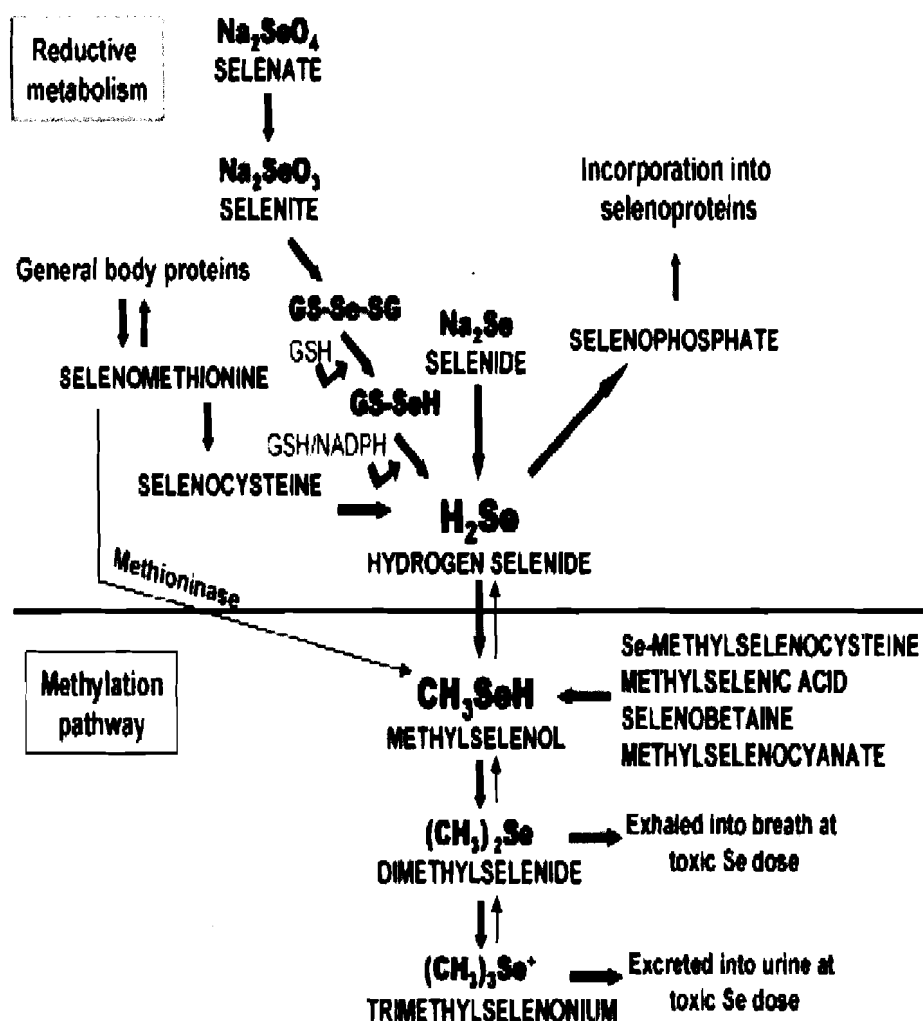 Reductive
metabolism
Na₂SeO₄
SELENATE
Na₂SeO₃
SELENITE
Incorporation into
selenoproteins
General body proteins
GS-Se-SG
Na₂Se
SELENIDE
SELENOPHOSPHATE
GSH
SELENOMETHIONINE
GS-SeH
GSH/NADPH
SELENOCYSTEINE
H₂Se
HYDROGEN SELENIDE
Methioninase
Methylation
pathway
CH₃SeH
METHYLSELENOL
Se-METHYLSELENOCYSTEINE
METHYLSELENIC ACID
SELENOBETAINE
METHYLSELENOCYANATE
(CH₃)₂Se
DIMETHYLSELENIDE
Exhaled into breath at
toxic Se dose
(CH₃)₃Se⁺
TRIMETHYLSELENONIUM
Excreted into urine at
toxic Se dose